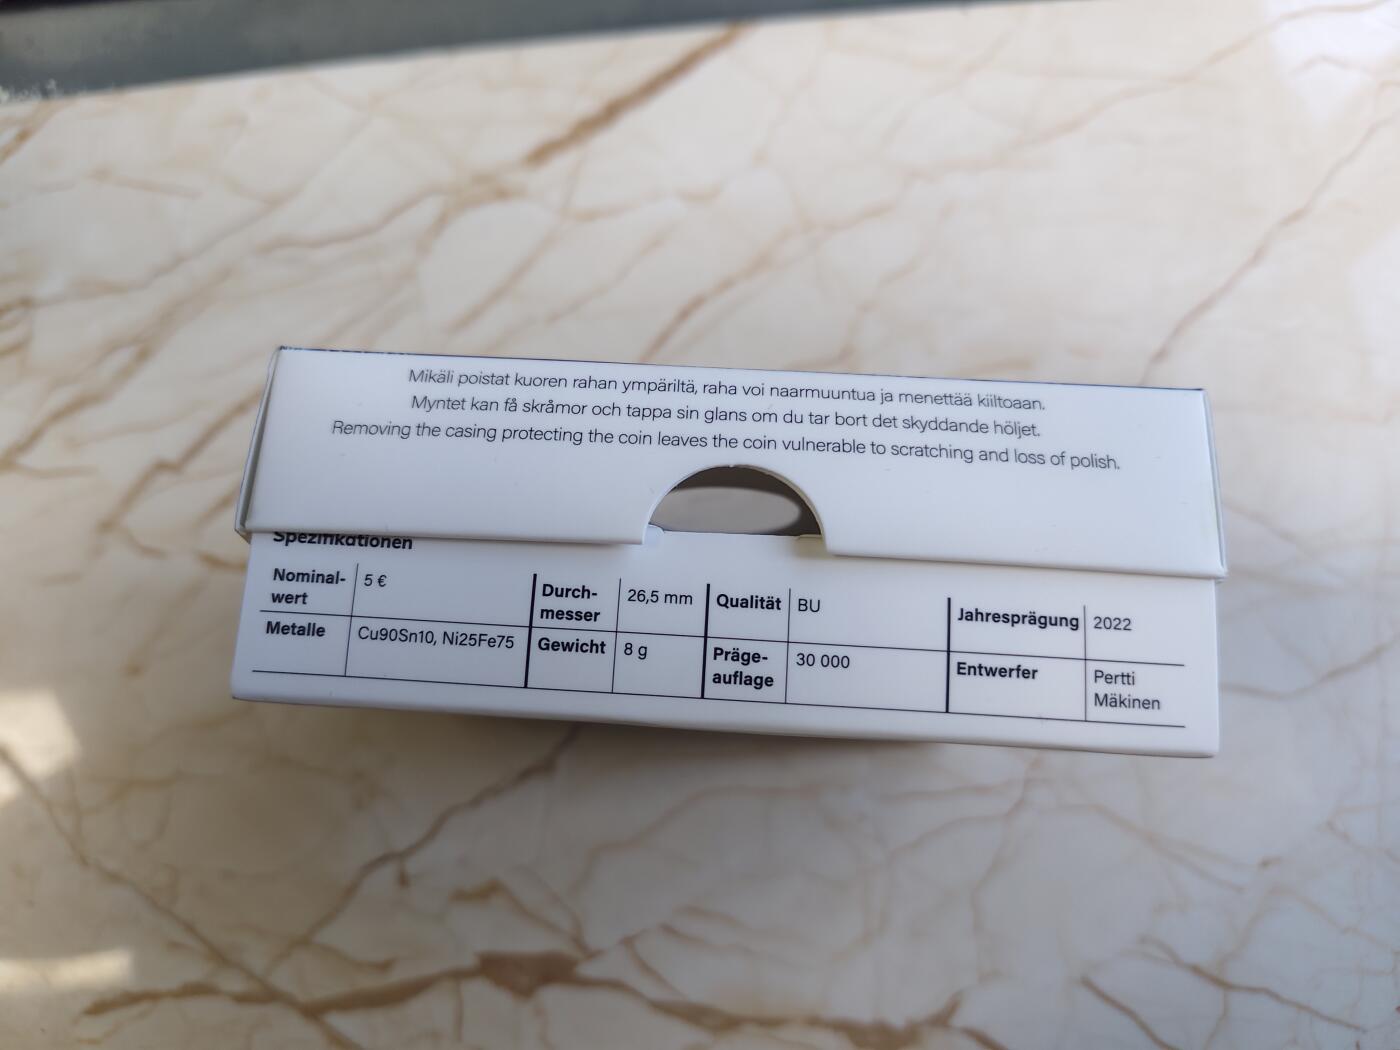 Mikäli poistat kuoren rahan ympäriltä, raha voi naarmuuntua ja menettää kiiltoaan.
Myntet kan få skråmor och tappa sin glans om du tar bort det skyddande höljet.
Removing the casing protecting the coin leaves the coin vulnerable to scratching and loss of polish.
Spezifikationen
Nominal-
wert
5 €
Durch-
messer
26,5 mm
Qualität
BU
Jahresprägung
2022
Metalle
Cu90Sn10, Ni25Fe75
Gewicht
8 g
Präge-
auflage
30 000
Entwerfer
Pertti
Mäkinen